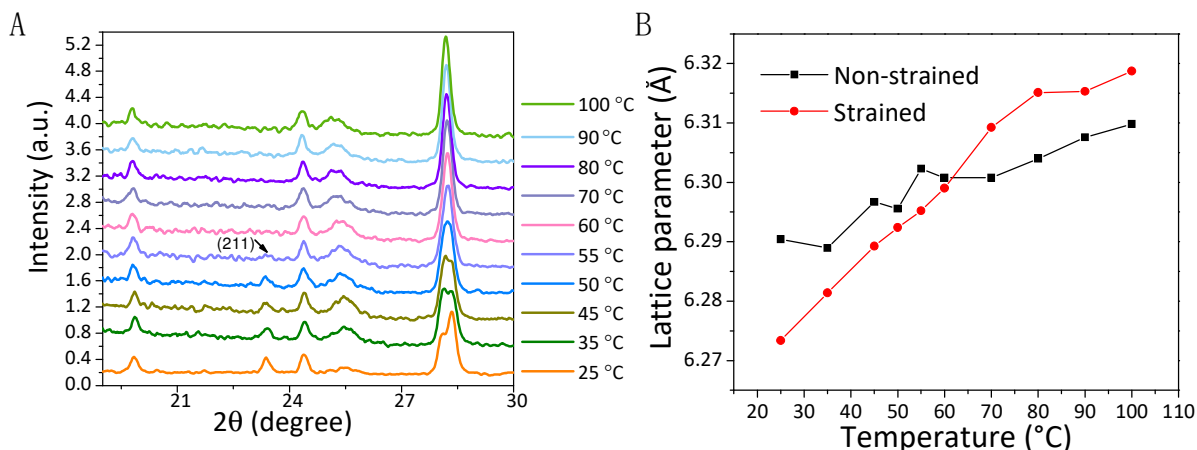 A
Intensity (a.u.)
5.2
4.8
4.4
4.0
3.6
3.2
2.8
2.4
2.0
1.6
1.2
0.8
0.4
0.0
(211)
100 °C
90 °C
80 °C
70 °C
60 °C
55 °C
50 °C
45 °C
35 °C
25 °C
21 24 27 30
2θ (degree)
B
Lattice parameter (Å)
6.32
6.31
6.30
6.29
6.28
6.27
Non-strained
Strained
20 30 40 50 60 70 80 90 100 110
Temperature (°C)